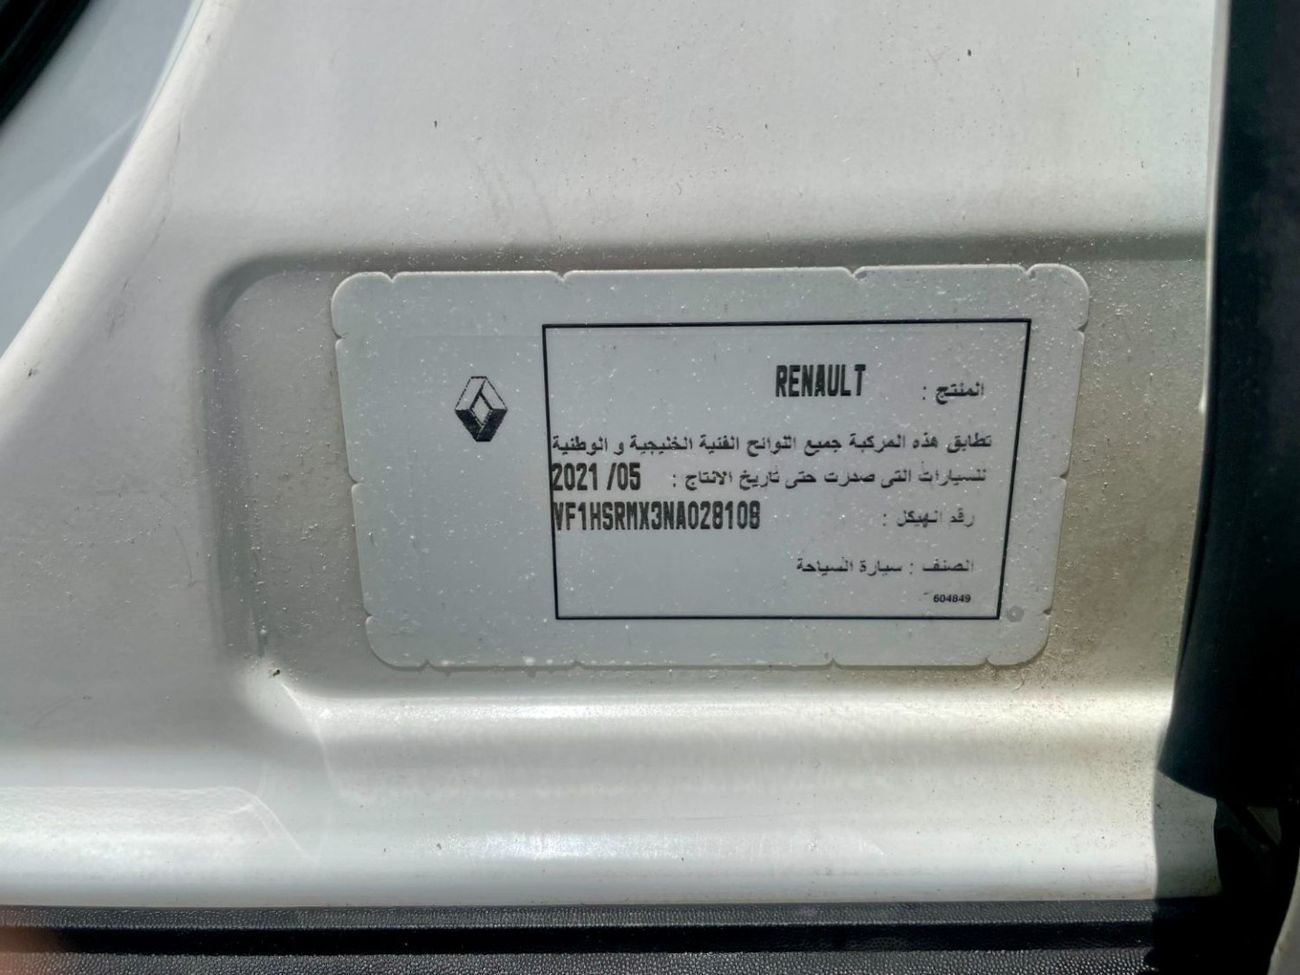 المنتج : RENAULT
تطابق هذه المركبة جميع اللوائح الفنية الخليجية و الوطنية
للسيارات التى صدرت حتى تاريخ الانتاج : 2021 /05
رقم الهيكل : VF1HSRMX3NA028108
الصنف : سيارة السياحة
604849